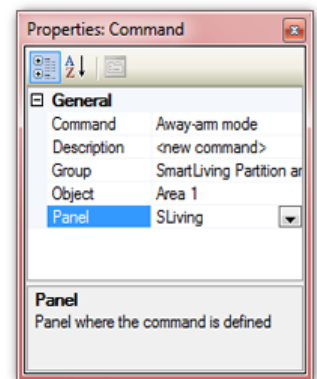 Properties: Command
A
Z
General
Command Away-arm mode
Description <new command>
Group SmartLiving Partition ar
Object Area 1
Panel SLiving
Panel
Panel where the command is defined